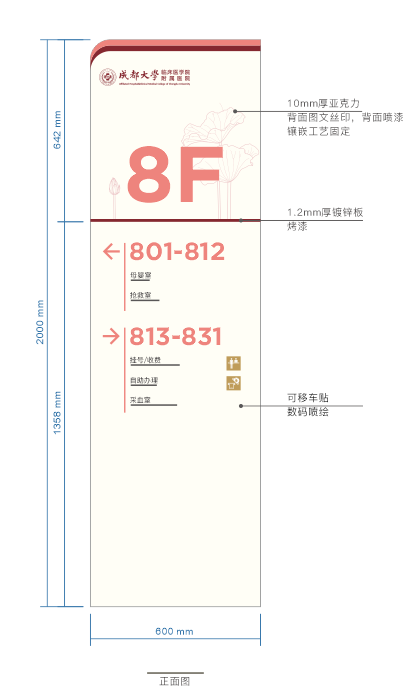 成都大学 临床医学院
附属医院
8F
801-812
母婴室
抢救室
813-831
挂号/收费
自助办理
采血室
10mm厚亚克力
背面图文丝印，背面喷漆
镶嵌工艺固定
1.2mm厚镀锌板
烤漆
可移车贴
数码喷绘
642 mm
2000 mm
1358 mm
600 mm
正面图